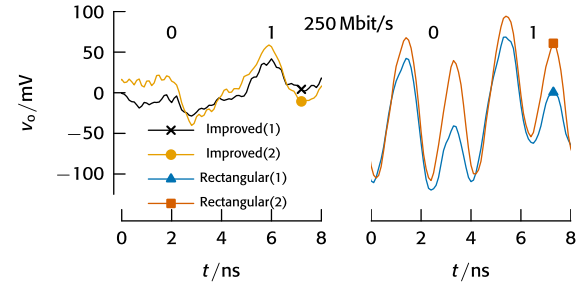 250 Mbit/s
100
50
0
−50
−100
vo/mV
0 1
0 1
Improved(1)
Improved(2)
Rectangular(1)
Rectangular(2)
0 2 4 6 8
0 2 4 6 8
t/ns
t/ns